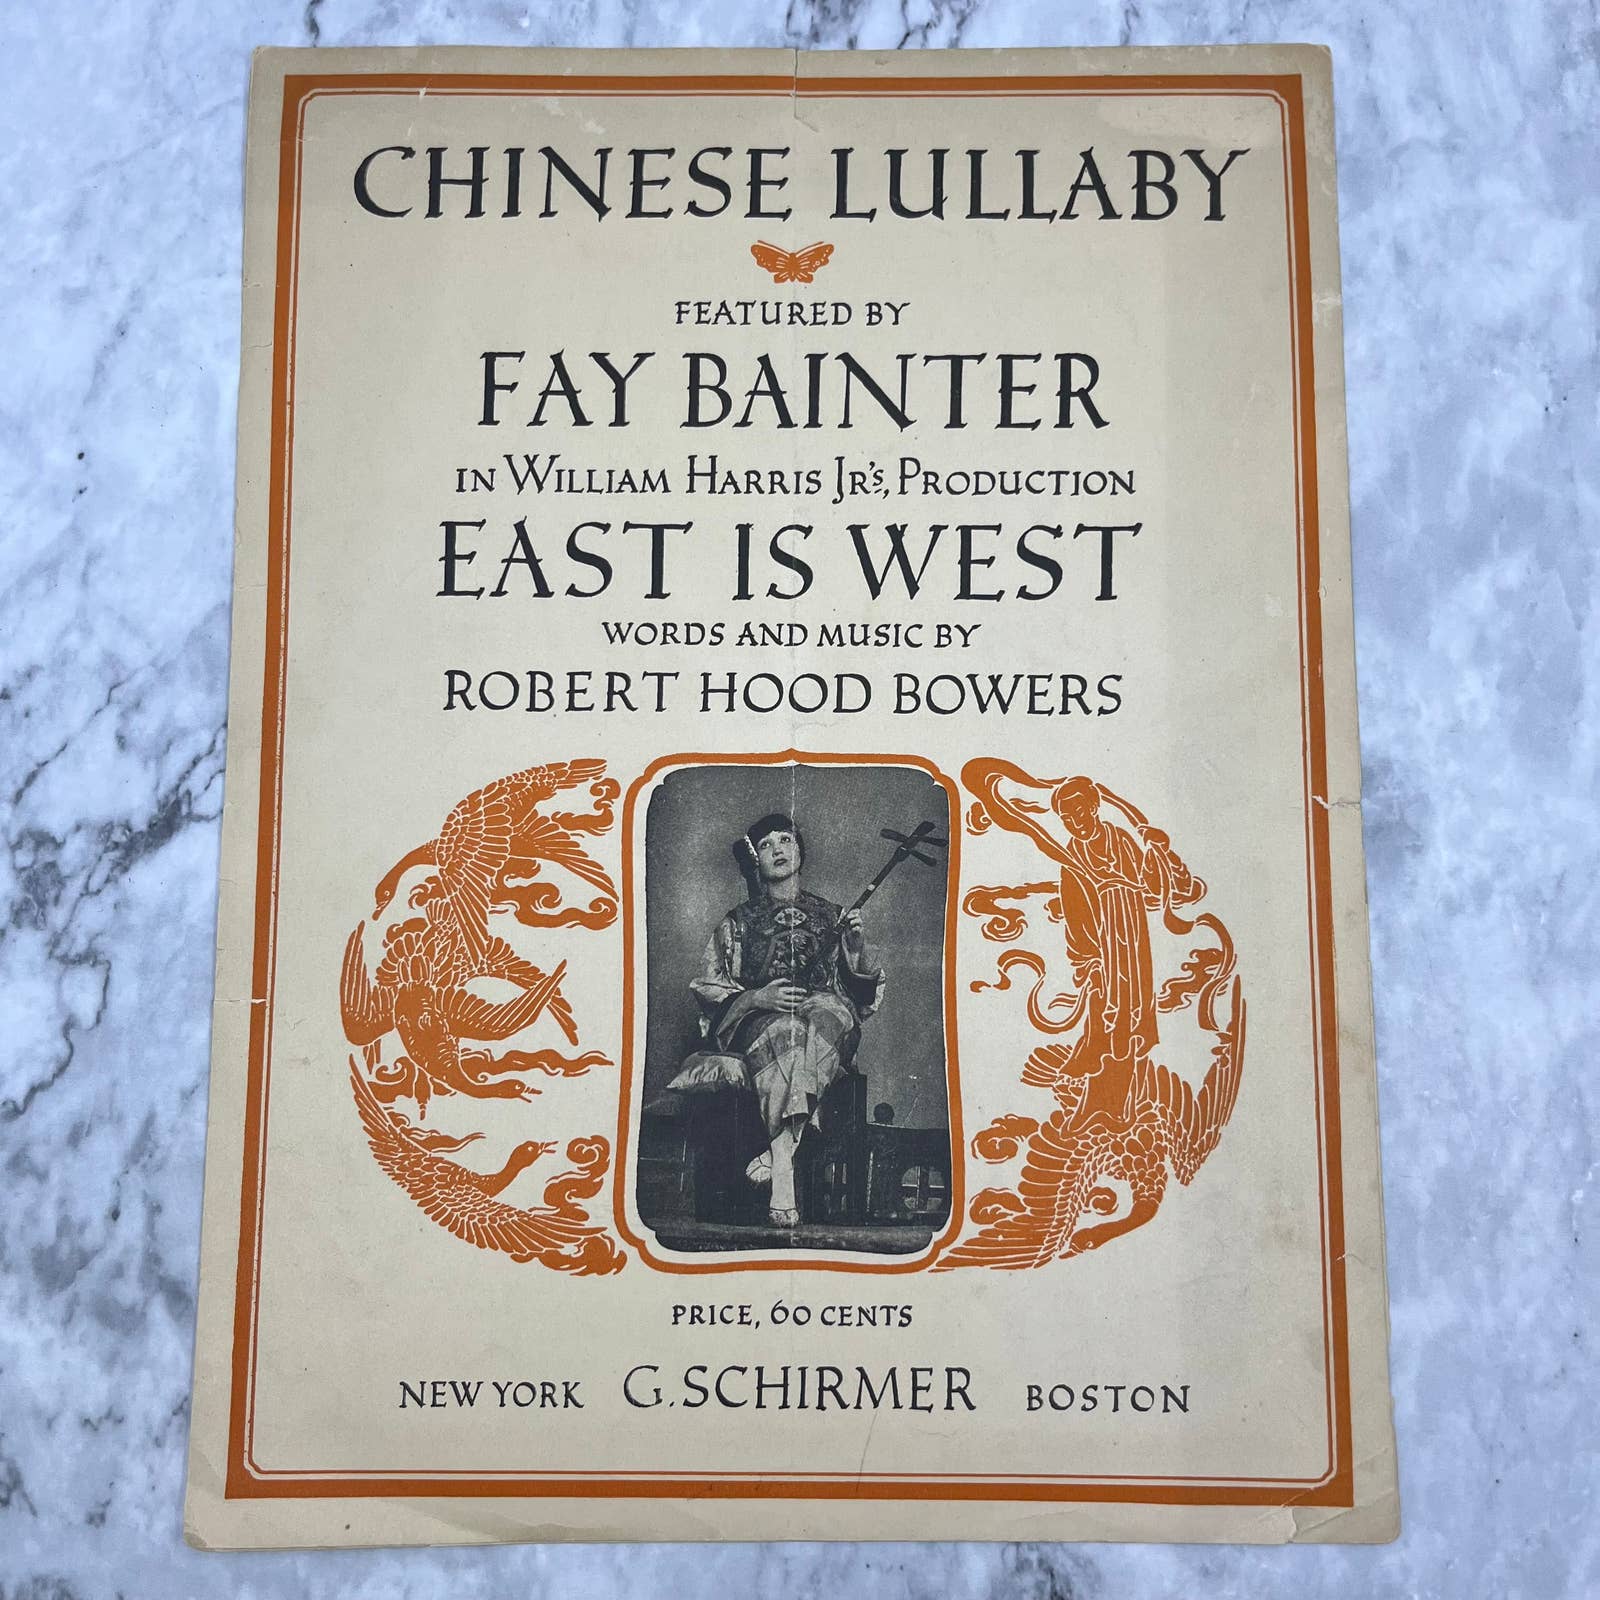 CHINESE LULLABY
FEATURED BY
FAY BAINTER
IN WILLIAM HARRIS JR'S, PRODUCTION
EAST IS WEST
WORDS AND MUSIC BY
ROBERT HOOD BOWERS
PRICE, 60 CENTS
NEW YORK G. SCHIRMER BOSTON